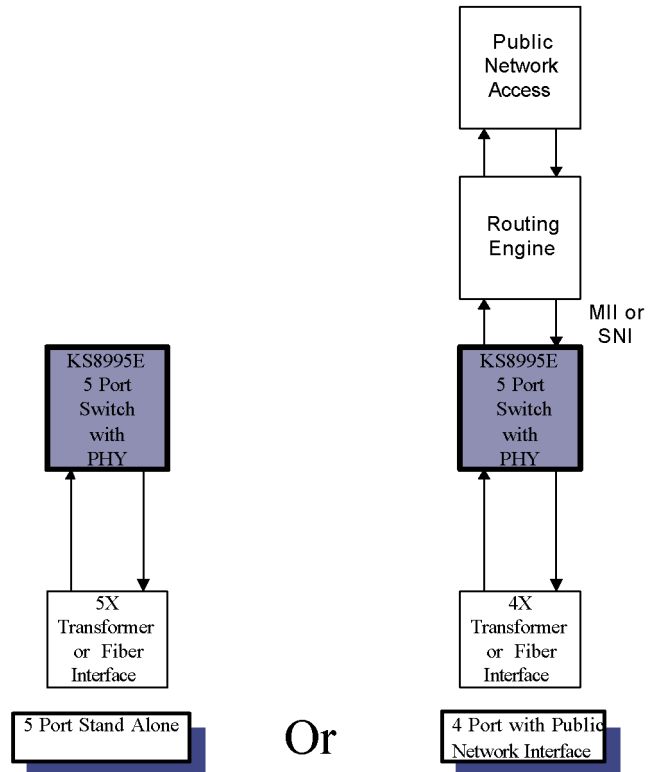 Public
Network
Access
Routing
Engine
MII or
SNI
KS8995E
5 Port
Switch
with
PHY
KS8995E
5 Port
Switch
with
PHY
5X
Transformer
or Fiber
Interface
4X
Transformer
or Fiber
Interface
5 Port Stand Alone
Or
4 Port with Public
Network Interface